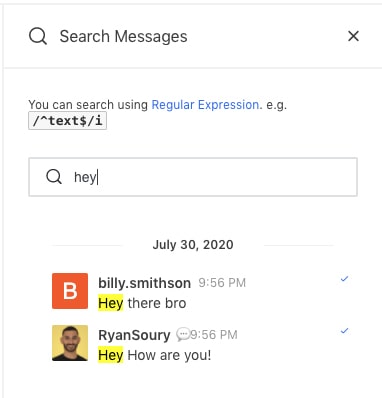 Search Messages
You can search using Regular Expression. e.g.
/^text$/i
hey
July 30, 2020
B
billy.smithson 9:56 PM
Hey there bro
RyanSoury 9:56 PM
Hey How are you!